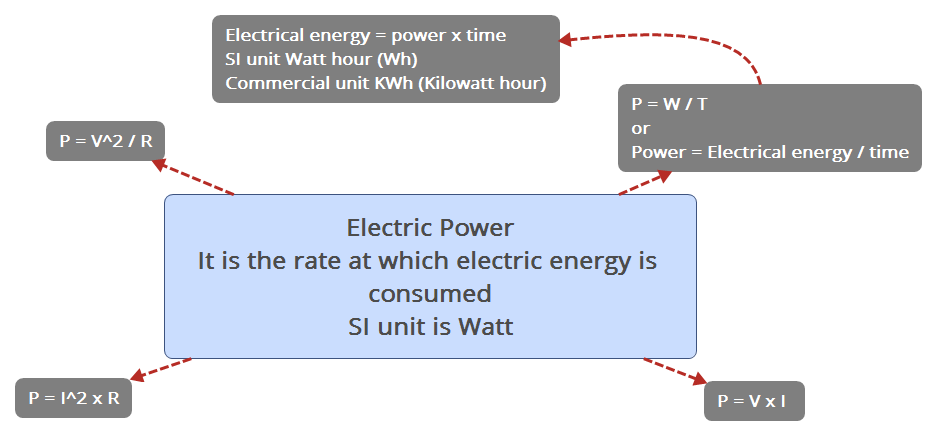 Electrical energy = power x time
SI unit Watt hour (Wh)
Commercial unit KWh (Kilowatt hour)
P = W / T
or
Power = Electrical energy / time
P = V^2 / R
Electric Power
It is the rate at which electric energy is
consumed
SI unit is Watt
P = I^2 x R
P = V x I